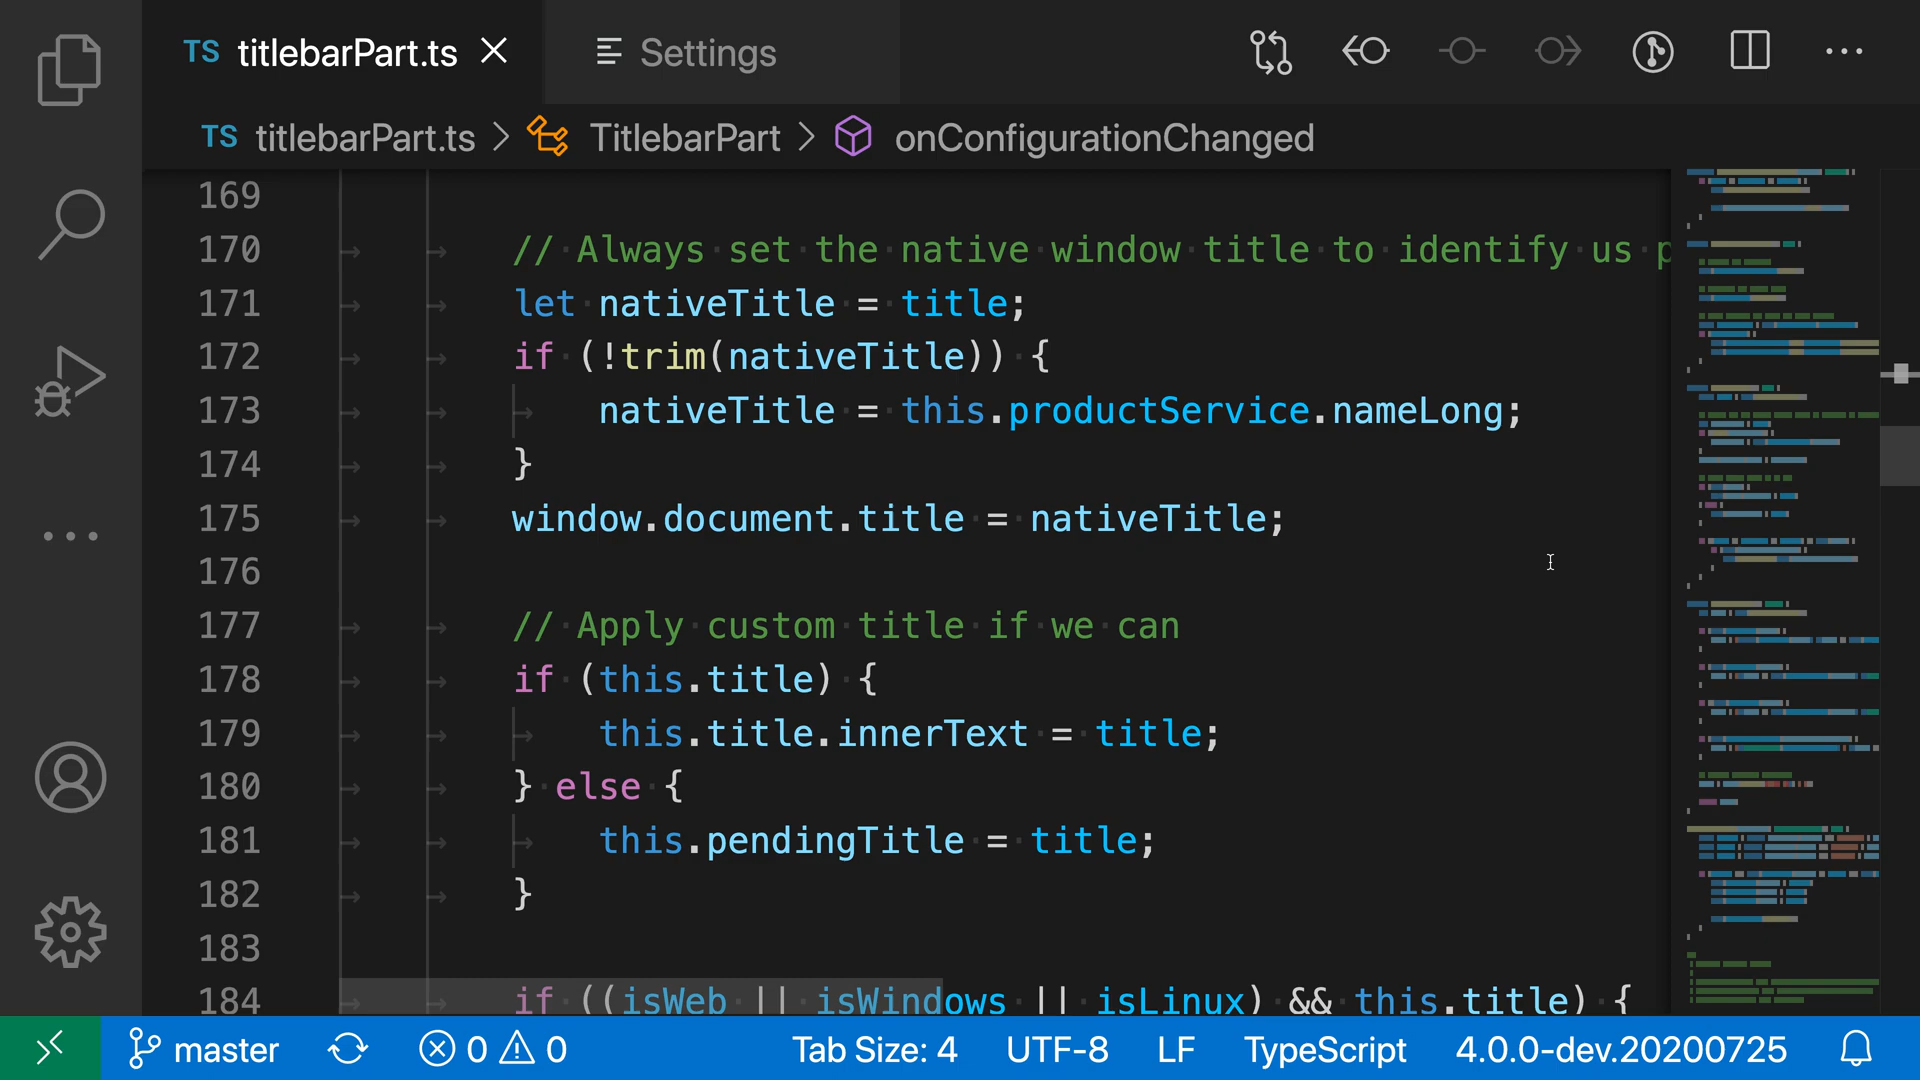 TS titlebarPart.ts Settings
TS titlebarPart.ts > TitlebarPart > onConfigurationChanged
169
170 // Always set the native window title to identify us p
171 let nativeTitle = title;
172 if (!trim(nativeTitle)) {
173 nativeTitle = this.productService.nameLong;
174 }
175 window.document.title = nativeTitle;
176
177 // Apply custom title if we can
178 if (this.title) {
179 this.title.innerText = title;
180 } else {
181 this.pendingTitle = title;
182 }
183
184 if ((isWeb || isWindows || isLinux) && this.title) {
master 0 0 Tab Size: 4 UTF-8 LF TypeScript 4.0.0-dev.20200725